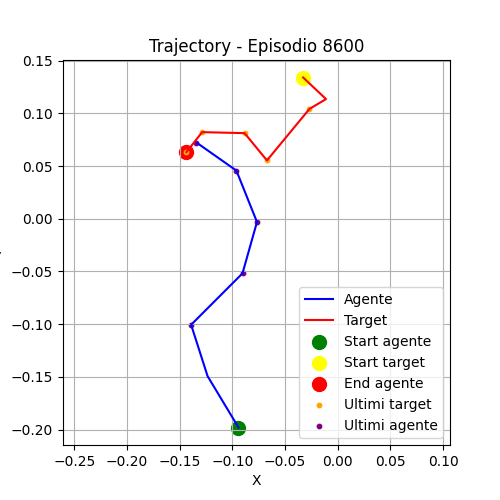 Trajectory - Episodio 8600
0.15
0.10
0.05
0.00
−0.05
−0.10
−0.15
−0.20
Agente
Target
Start agente
Start target
End agente
Ultimi target
Ultimi agente
−0.25 −0.20 −0.15 −0.10 −0.05 0.00 0.05 0.10
X